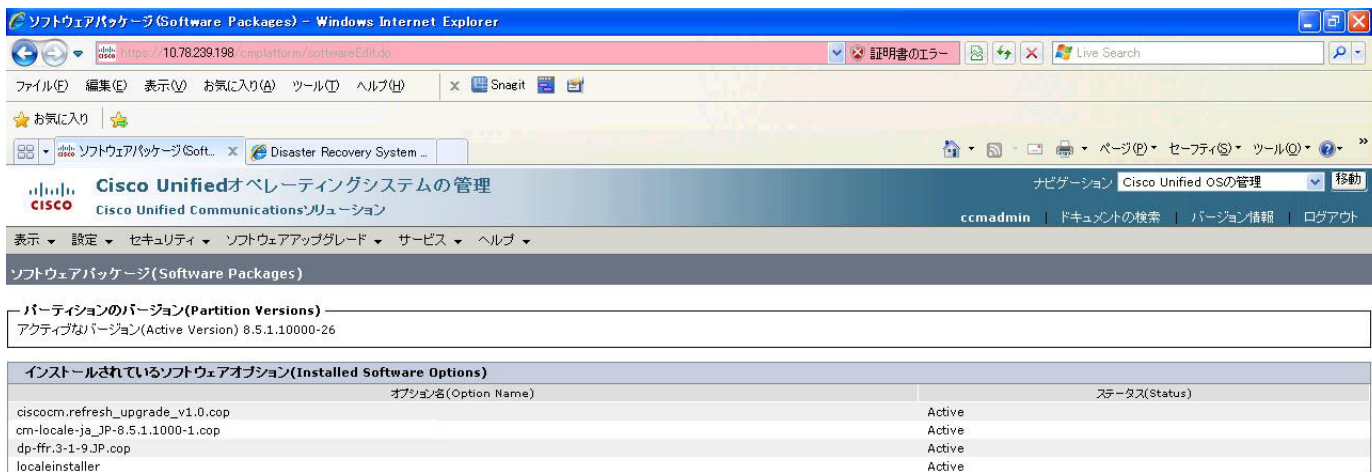 ソフトウェアパッケージ(Software Packages) - Windows Internet Explorer
https://10.78.239.198/cmplatform/softwareEdit.do 証明書のエラー Live Search
ファイル(F) 編集(E) 表示(V) お気に入り(A) ツール(T) ヘルプ(H) x Snagit
お気に入り
ソフトウェアパッケージ(Soft... x Disaster Recovery System ... ページ(P) セーフティ(S) ツール(O) »
CISCO Cisco Unifiedオペレーティングシステムの管理 ナビゲーション Cisco Unified OSの管理 移動
Cisco Unified Communicationsソリューション ccmadmin | ドキュメントの検索 | バージョン情報 | ログアウト
表示 設定 セキュリティ ソフトウェアアップグレード サービス ヘルプ
ソフトウェアパッケージ(Software Packages)
パーティションのバージョン(Partition Versions)
アクティブなバージョン(Active Version) 8.5.1.10000-26
インストールされているソフトウェアオプション(Installed Software Options)
オプション名(Option Name) ステータス(Status)
ciscocm.refresh_upgrade_v1.0.cop Active
cm-locale-ja_JP-8.5.1.1000-1.cop Active
dp-ffr.3-1-9.JP.cop Active
localeinstaller Active